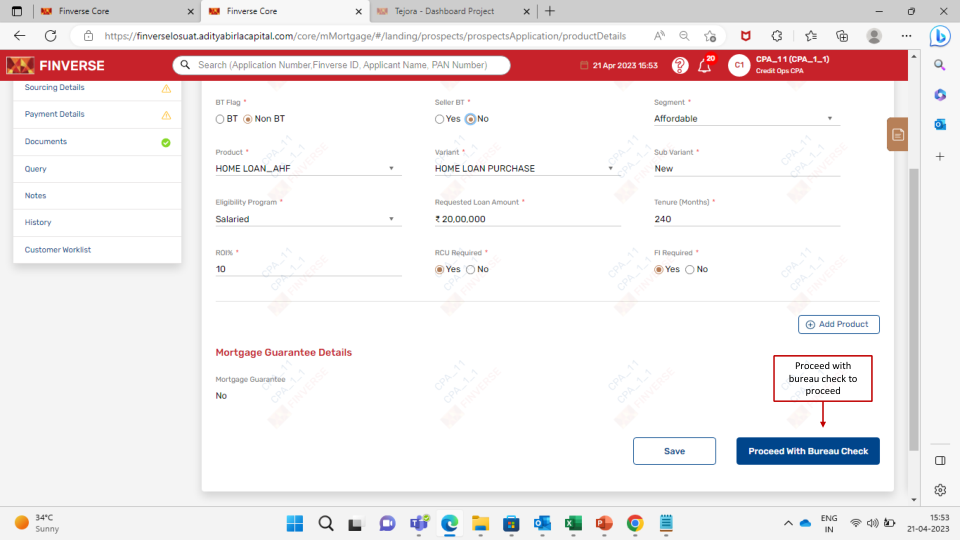 Finverse Core
Finverse Core
Tejora - Dashboard Project
https://finverselosuat.adityabirlacapital.com/core/mMortgage/#/landing/prospects/prospectsApplication/productDetails
FINVERSE
Search (Application Number,Finverse ID, Applicant Name, PAN Number)
21 Apr 2023 15:53
?
20
C1
CPA_11 (CPA_1_1)
Credit Ops CPA
Sourcing Details
Payment Details
Documents
Query
Notes
History
Customer Worklist
BT Flag *
Seller BT *
Segment *
BT
Non BT
Yes
No
Affordable
Product *
Variant *
Sub Variant *
HOME LOAN_AHF
HOME LOAN PURCHASE
New
Eligibility Program *
Requested Loan Amount *
Tenure (Months) *
Salaried
₹ 20,00,000
240
ROI% *
RCU Required *
FI Required *
10
Yes
No
Yes
No
Add Product
Mortgage Guarantee Details
Mortgage Guarantee
No
Proceed with
bureau check to
proceed
Save
Proceed With Bureau Check
CPA_11
CPA_1_1
FINVERSE
34°C
Sunny
ENG
IN
15:53
21-04-2023